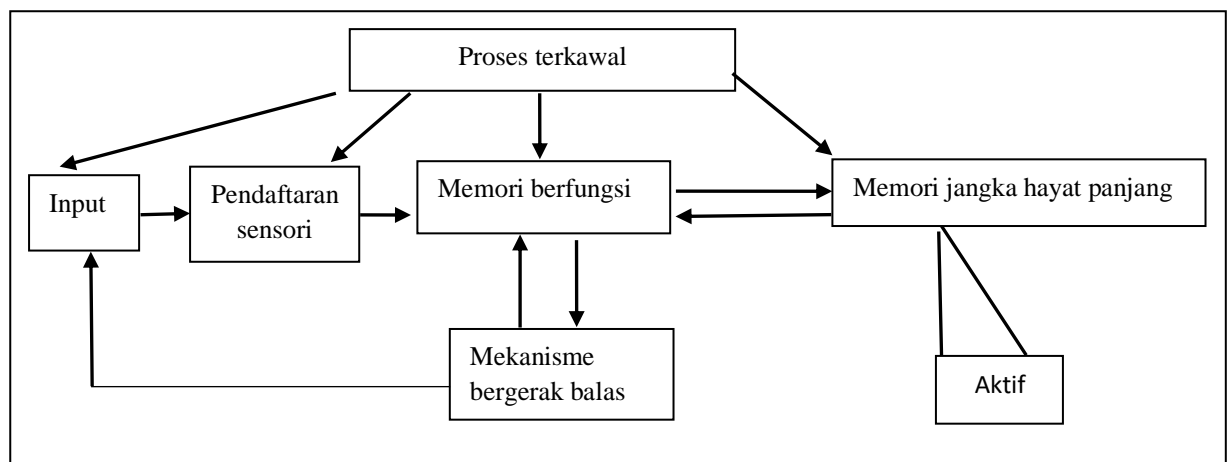 Proses terkawal
Input
Pendaftaran
sensori
Memori berfungsi
Memori jangka hayat panjang
Mekanisme
bergerak balas
Aktif